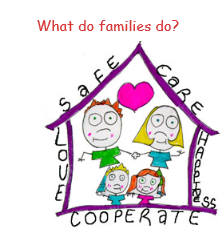 What do families do?
SAFE
CARE
LOVE
HAPPINESS
COOPERATE